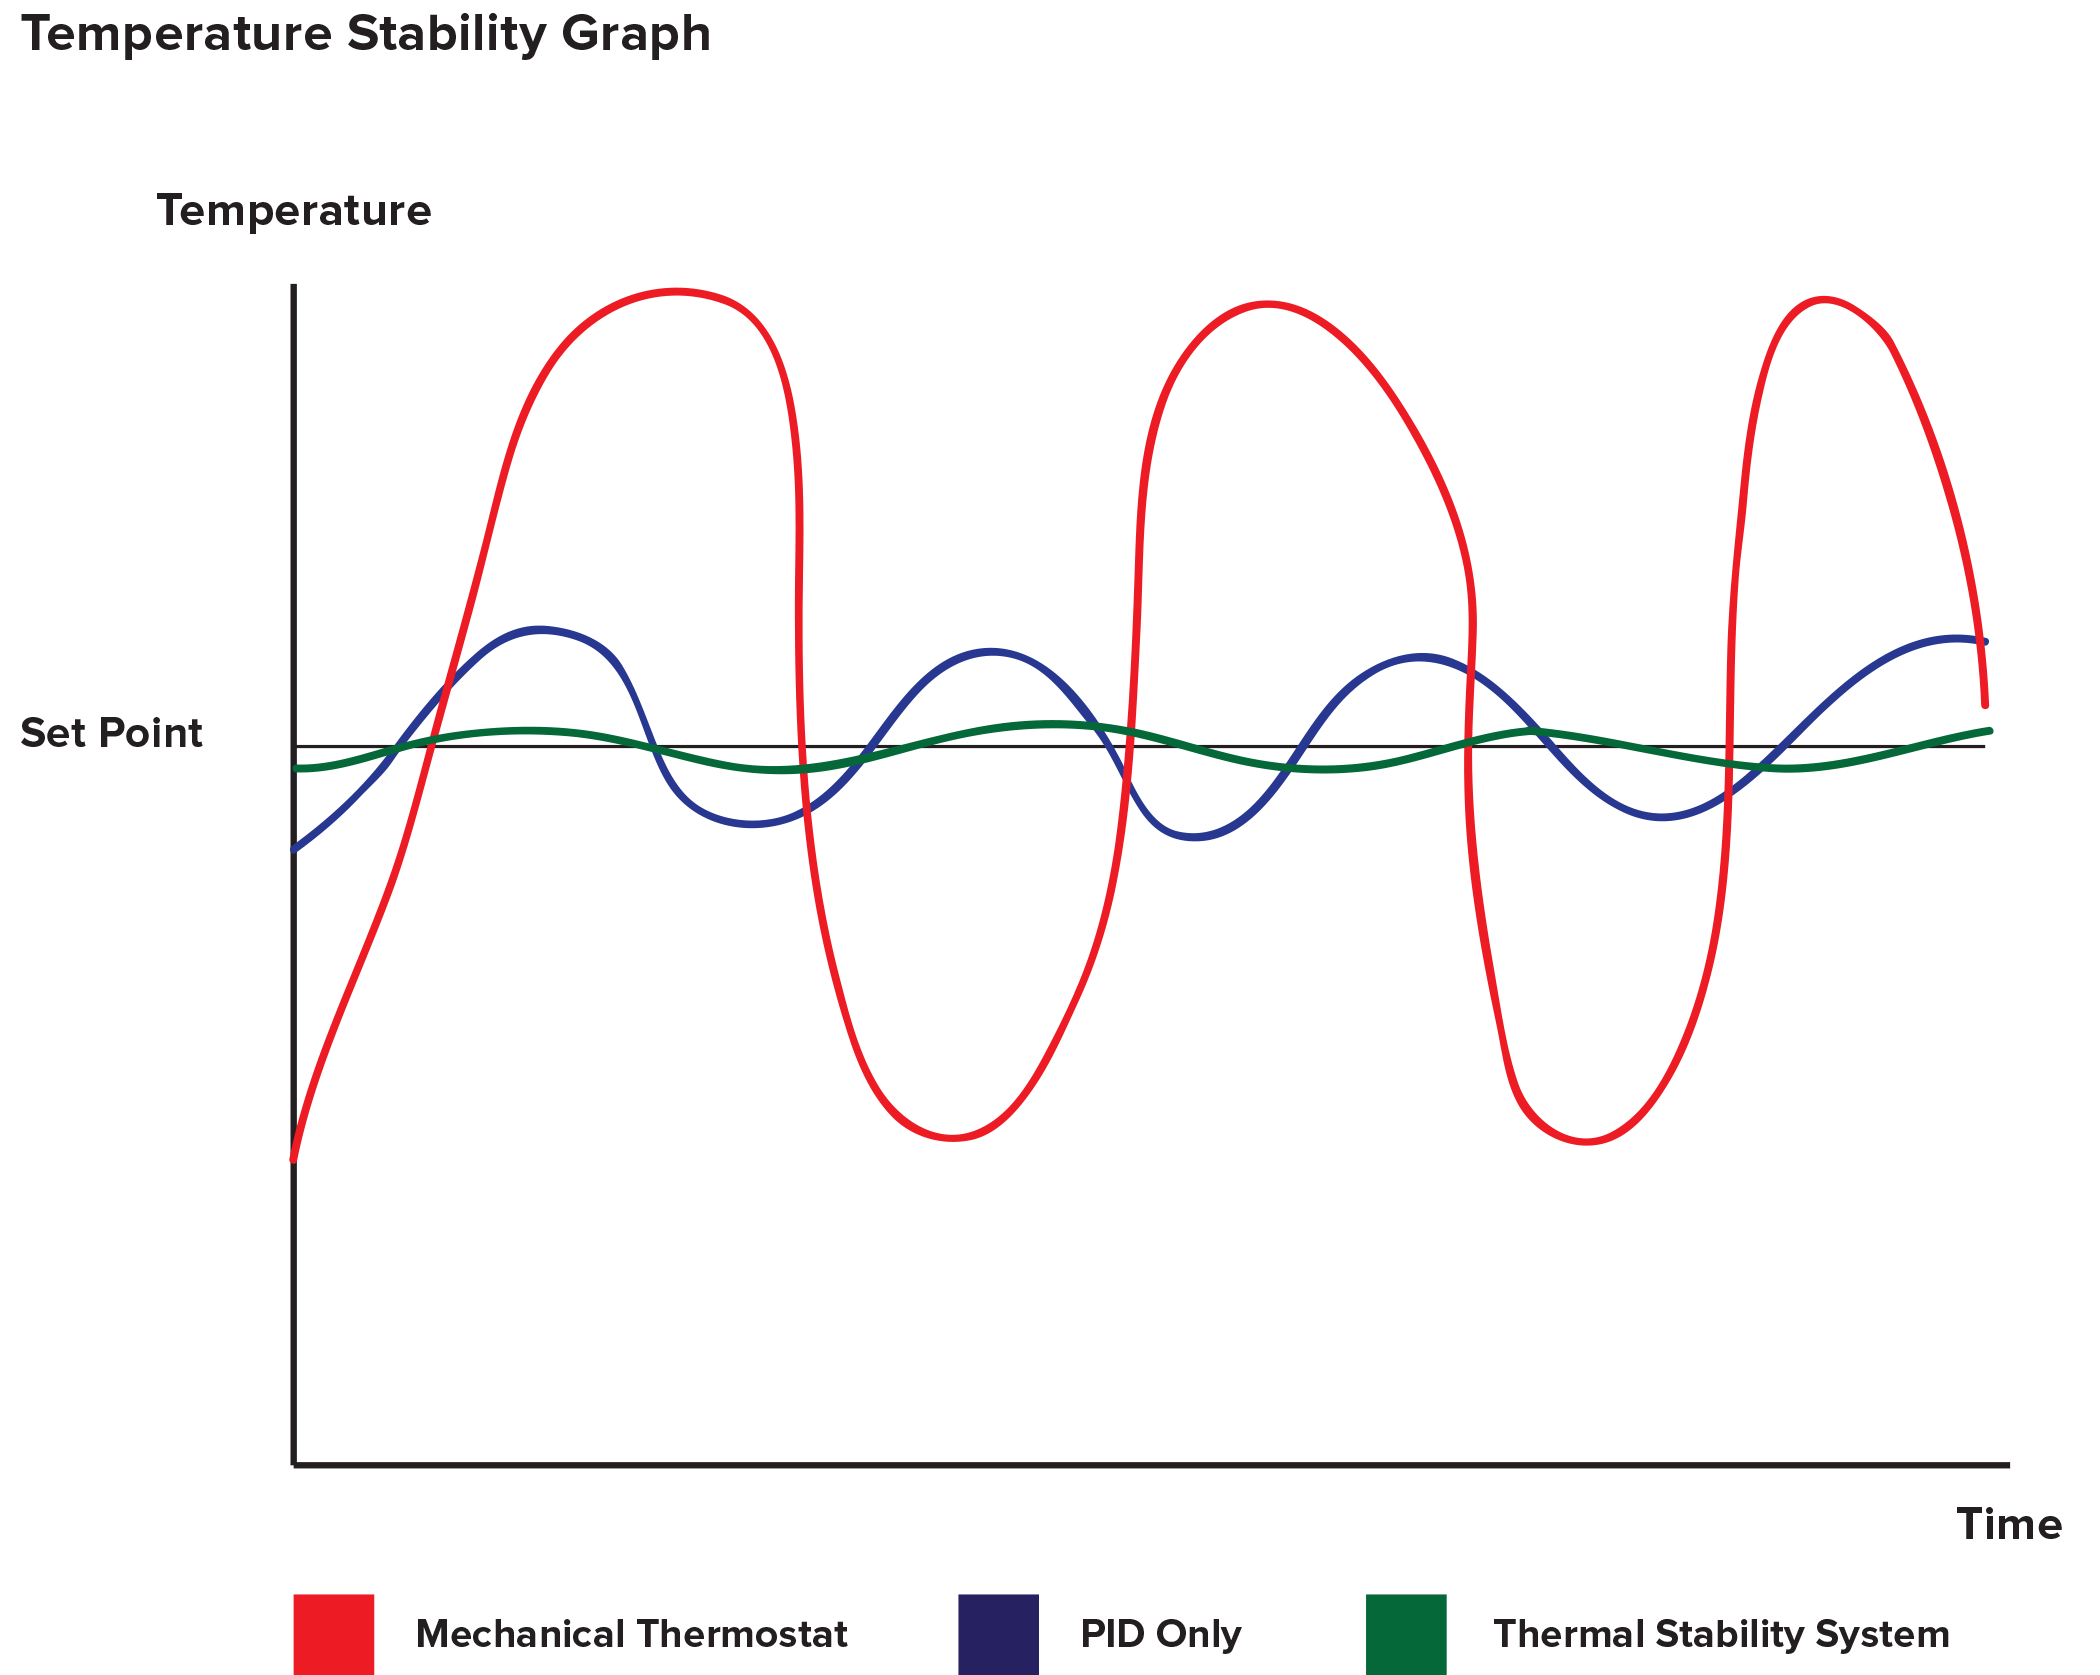 Temperature Stability Graph
Temperature
Set Point
Time
Mechanical Thermostat
PID Only
Thermal Stability System